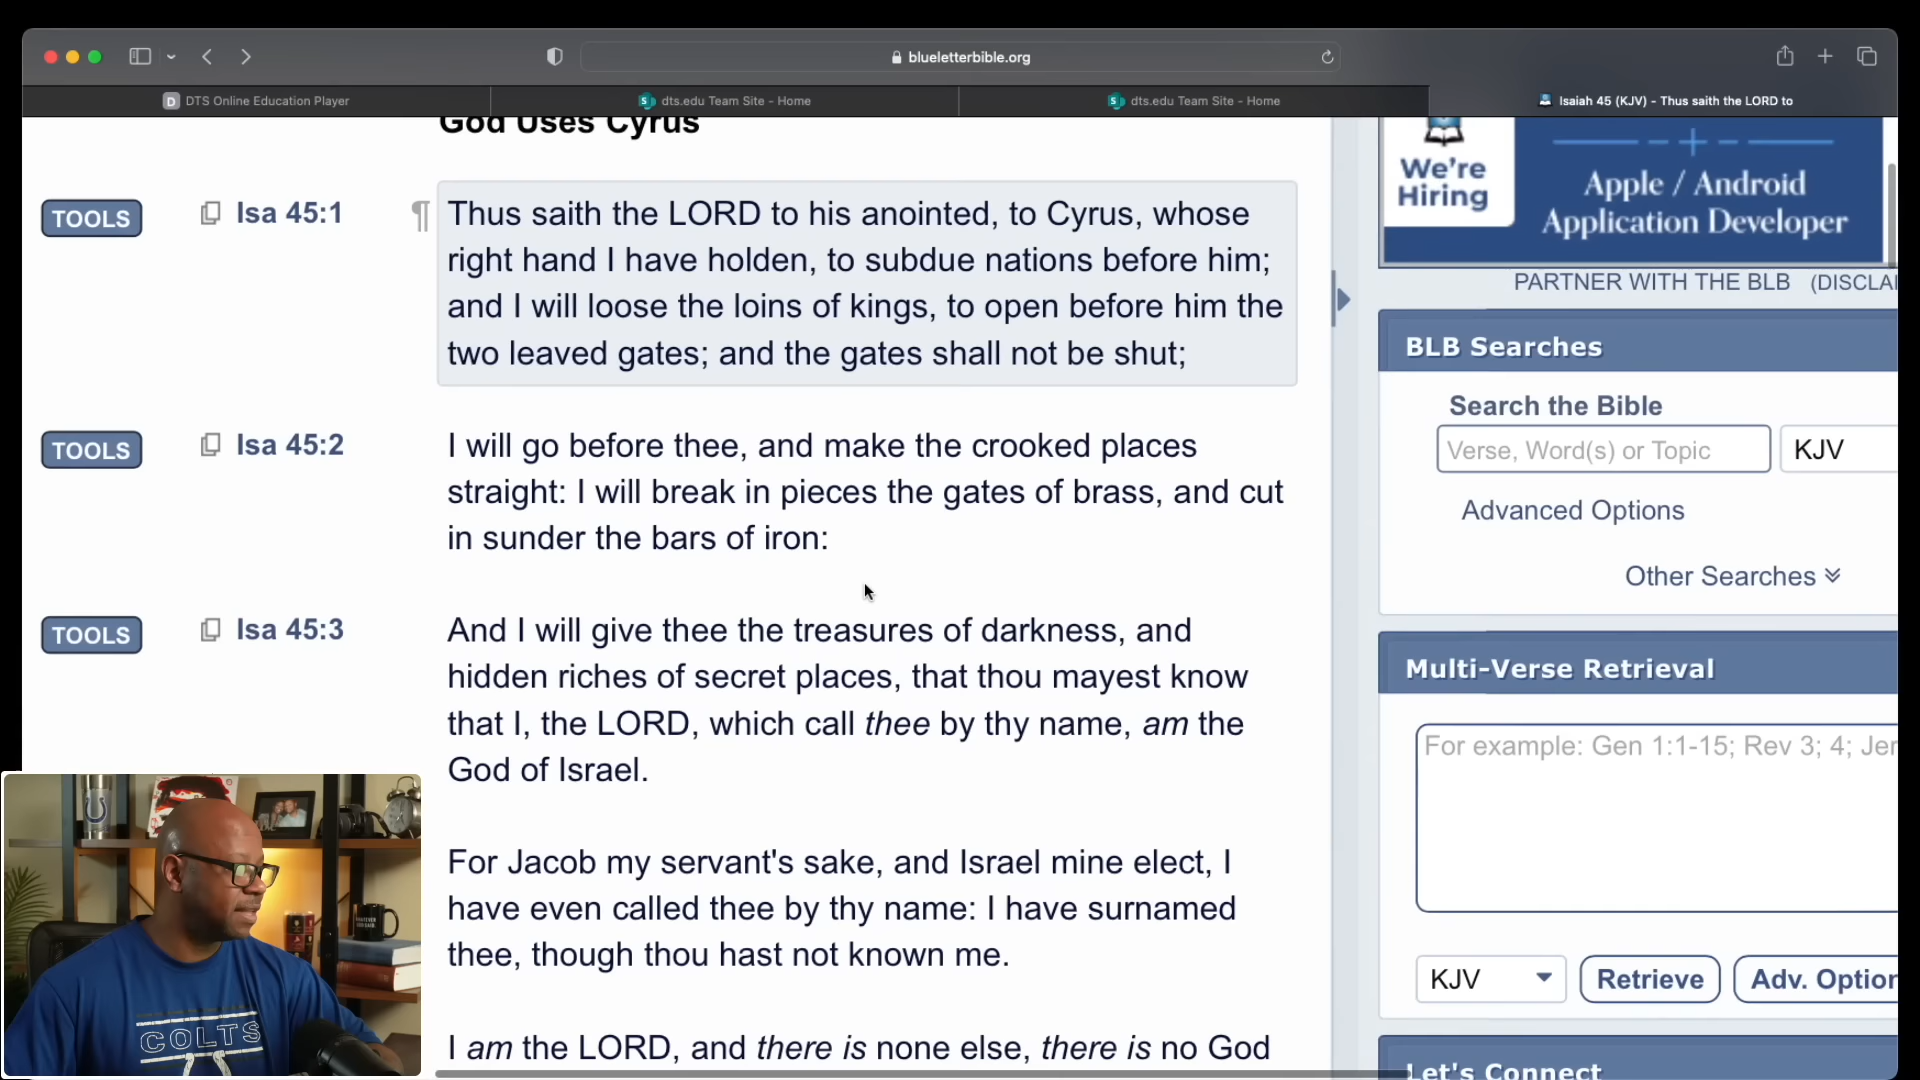 blueletterbible.org
DTS Online Education Player
dts.edu Team Site - Home
dts.edu Team Site - Home
Isaiah 45 (KJV) - Thus saith the LORD to
God Uses Cyrus
TOOLS
Isa 45:1
¶
Thus saith the LORD to his anointed, to Cyrus, whose
right hand I have holden, to subdue nations before him;
and I will loose the loins of kings, to open before him the
two leaved gates; and the gates shall not be shut;
TOOLS
Isa 45:2
I will go before thee, and make the crooked places
straight: I will break in pieces the gates of brass, and cut
in sunder the bars of iron:
TOOLS
Isa 45:3
And I will give thee the treasures of darkness, and
hidden riches of secret places, that thou mayest know
that I, the LORD, which call thee by thy name, am the
God of Israel.
For Jacob my servant's sake, and Israel mine elect, I
have even called thee by thy name: I have surnamed
thee, though thou hast not known me.
I am the LORD, and there is none else, there is no God
We're
Hiring
Apple / Android
Application Developer
PARTNER WITH THE BLB (DISCLAI
BLB Searches
Search the Bible
Verse, Word(s) or Topic
KJV
Advanced Options
Other Searches
Multi-Verse Retrieval
For example: Gen 1:1-15; Rev 3; 4; Jer
KJV
Retrieve
Adv. Option
Let's Connect
COLTS